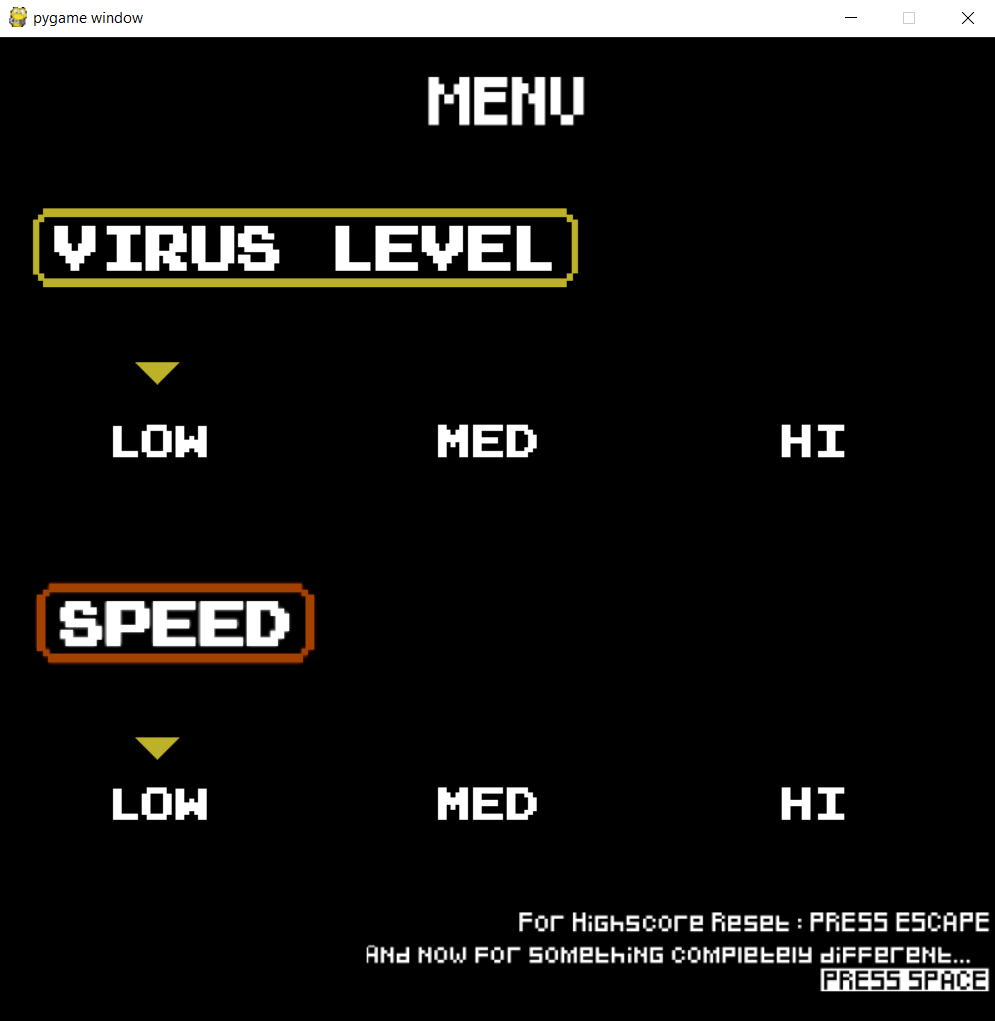 pygame window
MENU
VIRUS LEVEL
LOW MED HI
SPEED
LOW MED HI
For Highscore Reset : PRESS ESCAPE
And now for something completely different...
PRESS SPACE